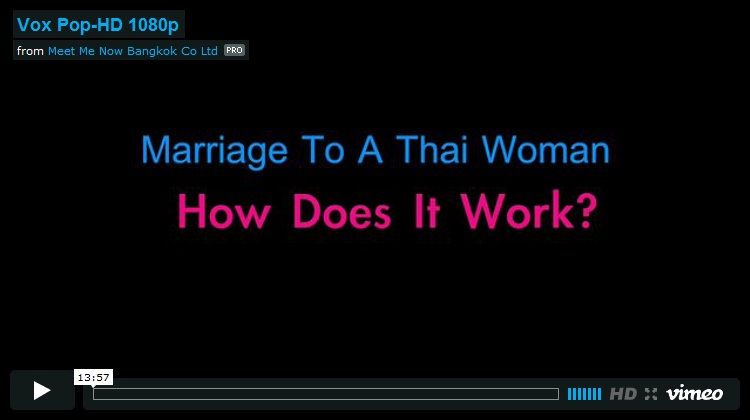 Vox Pop-HD 1080p
from Meet Me Now Bangkok Co Ltd PRO
Marriage To A Thai Woman
How Does It Work?
13:57
HD vimeo